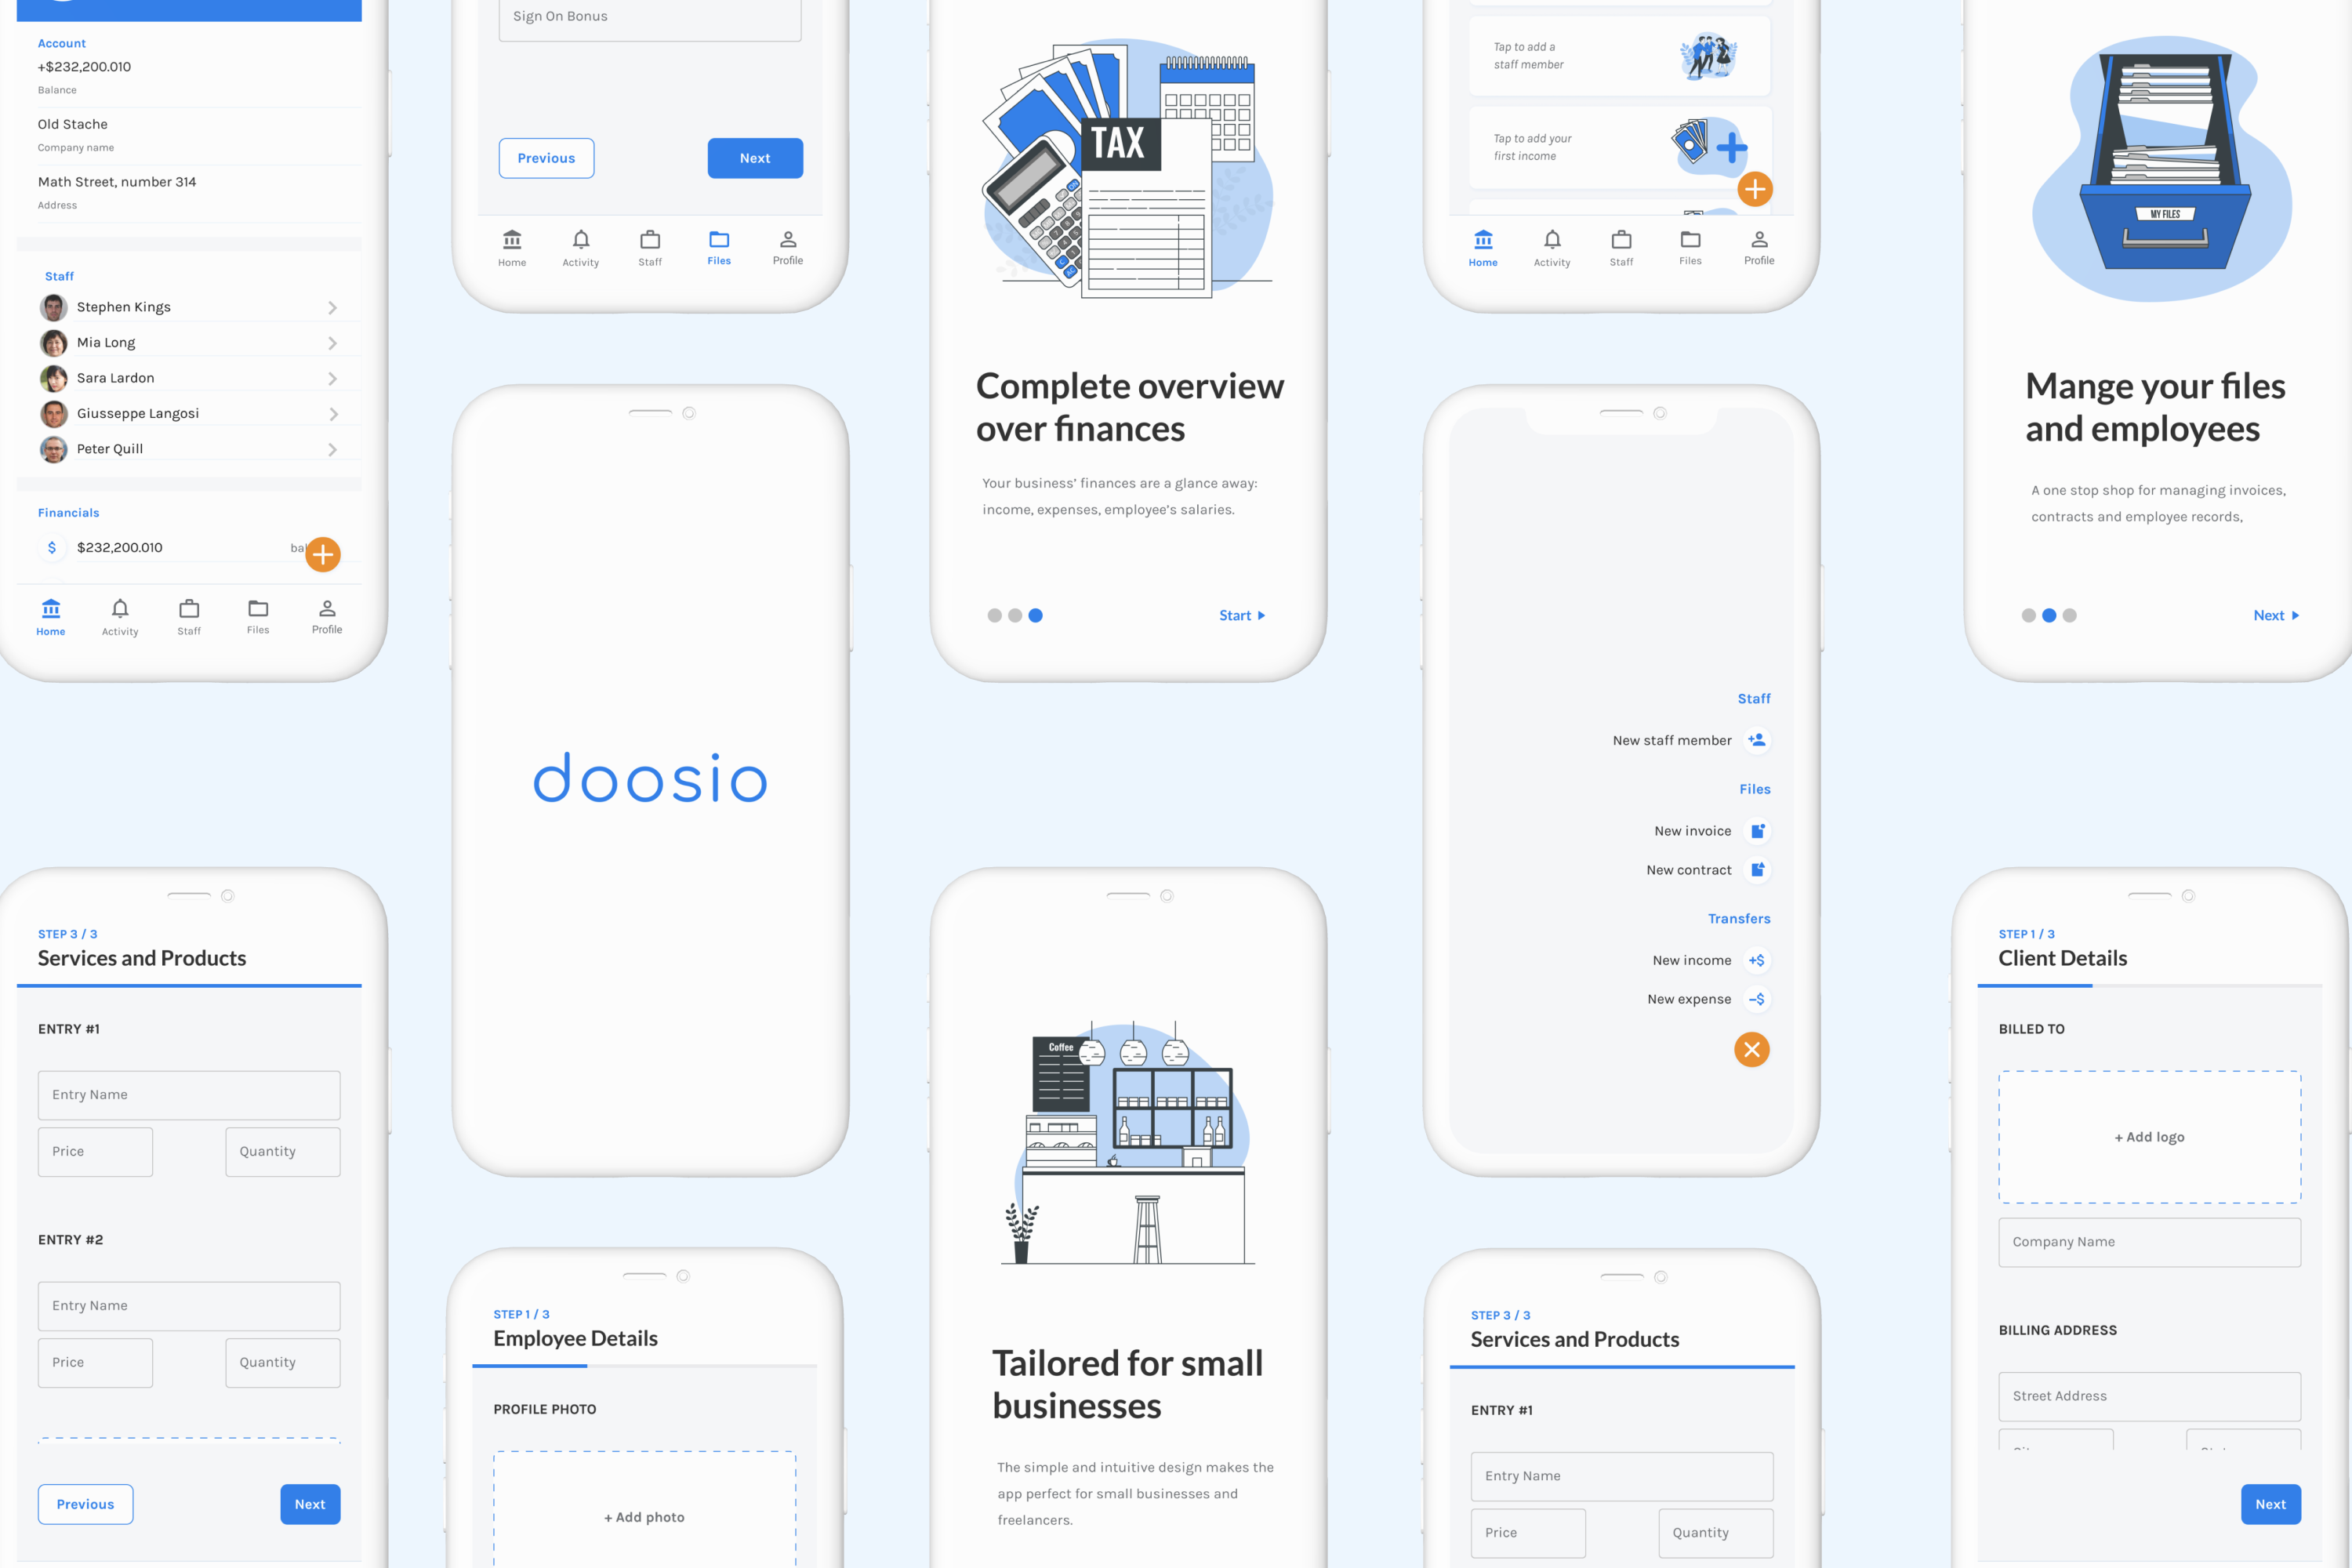 Account
+$232,200.010
Balance
Old Stache
Company name
Math Street, number 314
Address
Staff
Stephen Kings
Mia Long
Sara Lardon
Giusseppe Langosi
Peter Quill
Financials
$
$232,200.010
Home
Activity
Staff
Files
Profile
STEP 3 / 3
Services and Products
ENTRY #1
Entry Name
Price
Quantity
ENTRY #2
Entry Name
Price
Quantity
Previous
Next
Sign On Bonus
Previous
Next
Home
Activity
Staff
Files
Profile
doosio
STEP 1 / 3
Employee Details
PROFILE PHOTO
+ Add photo
TAX
ON
C
AC
Complete overview
over finances
Your business’ finances are a glance away:
income, expenses, employee’s salaries.
Start
Coffee
Tailored for small
businesses
The simple and intuitive design makes the
app perfect for small businesses and
freelancers.
Tap to add a
staff member
Tap to add your
first income
Home
Activity
Staff
Files
Profile
Staff
New staff member
Files
New invoice
New contract
Transfers
New income
+$
New expense
–$
STEP 3 / 3
Services and Products
ENTRY #1
Entry Name
Price
Quantity
MY FILES
Mange your files
and employees
A one stop shop for managing invoices,
contracts and employee records,
Next
STEP 1 / 3
Client Details
BILLED TO
+ Add logo
Company Name
BILLING ADDRESS
Street Address
Next